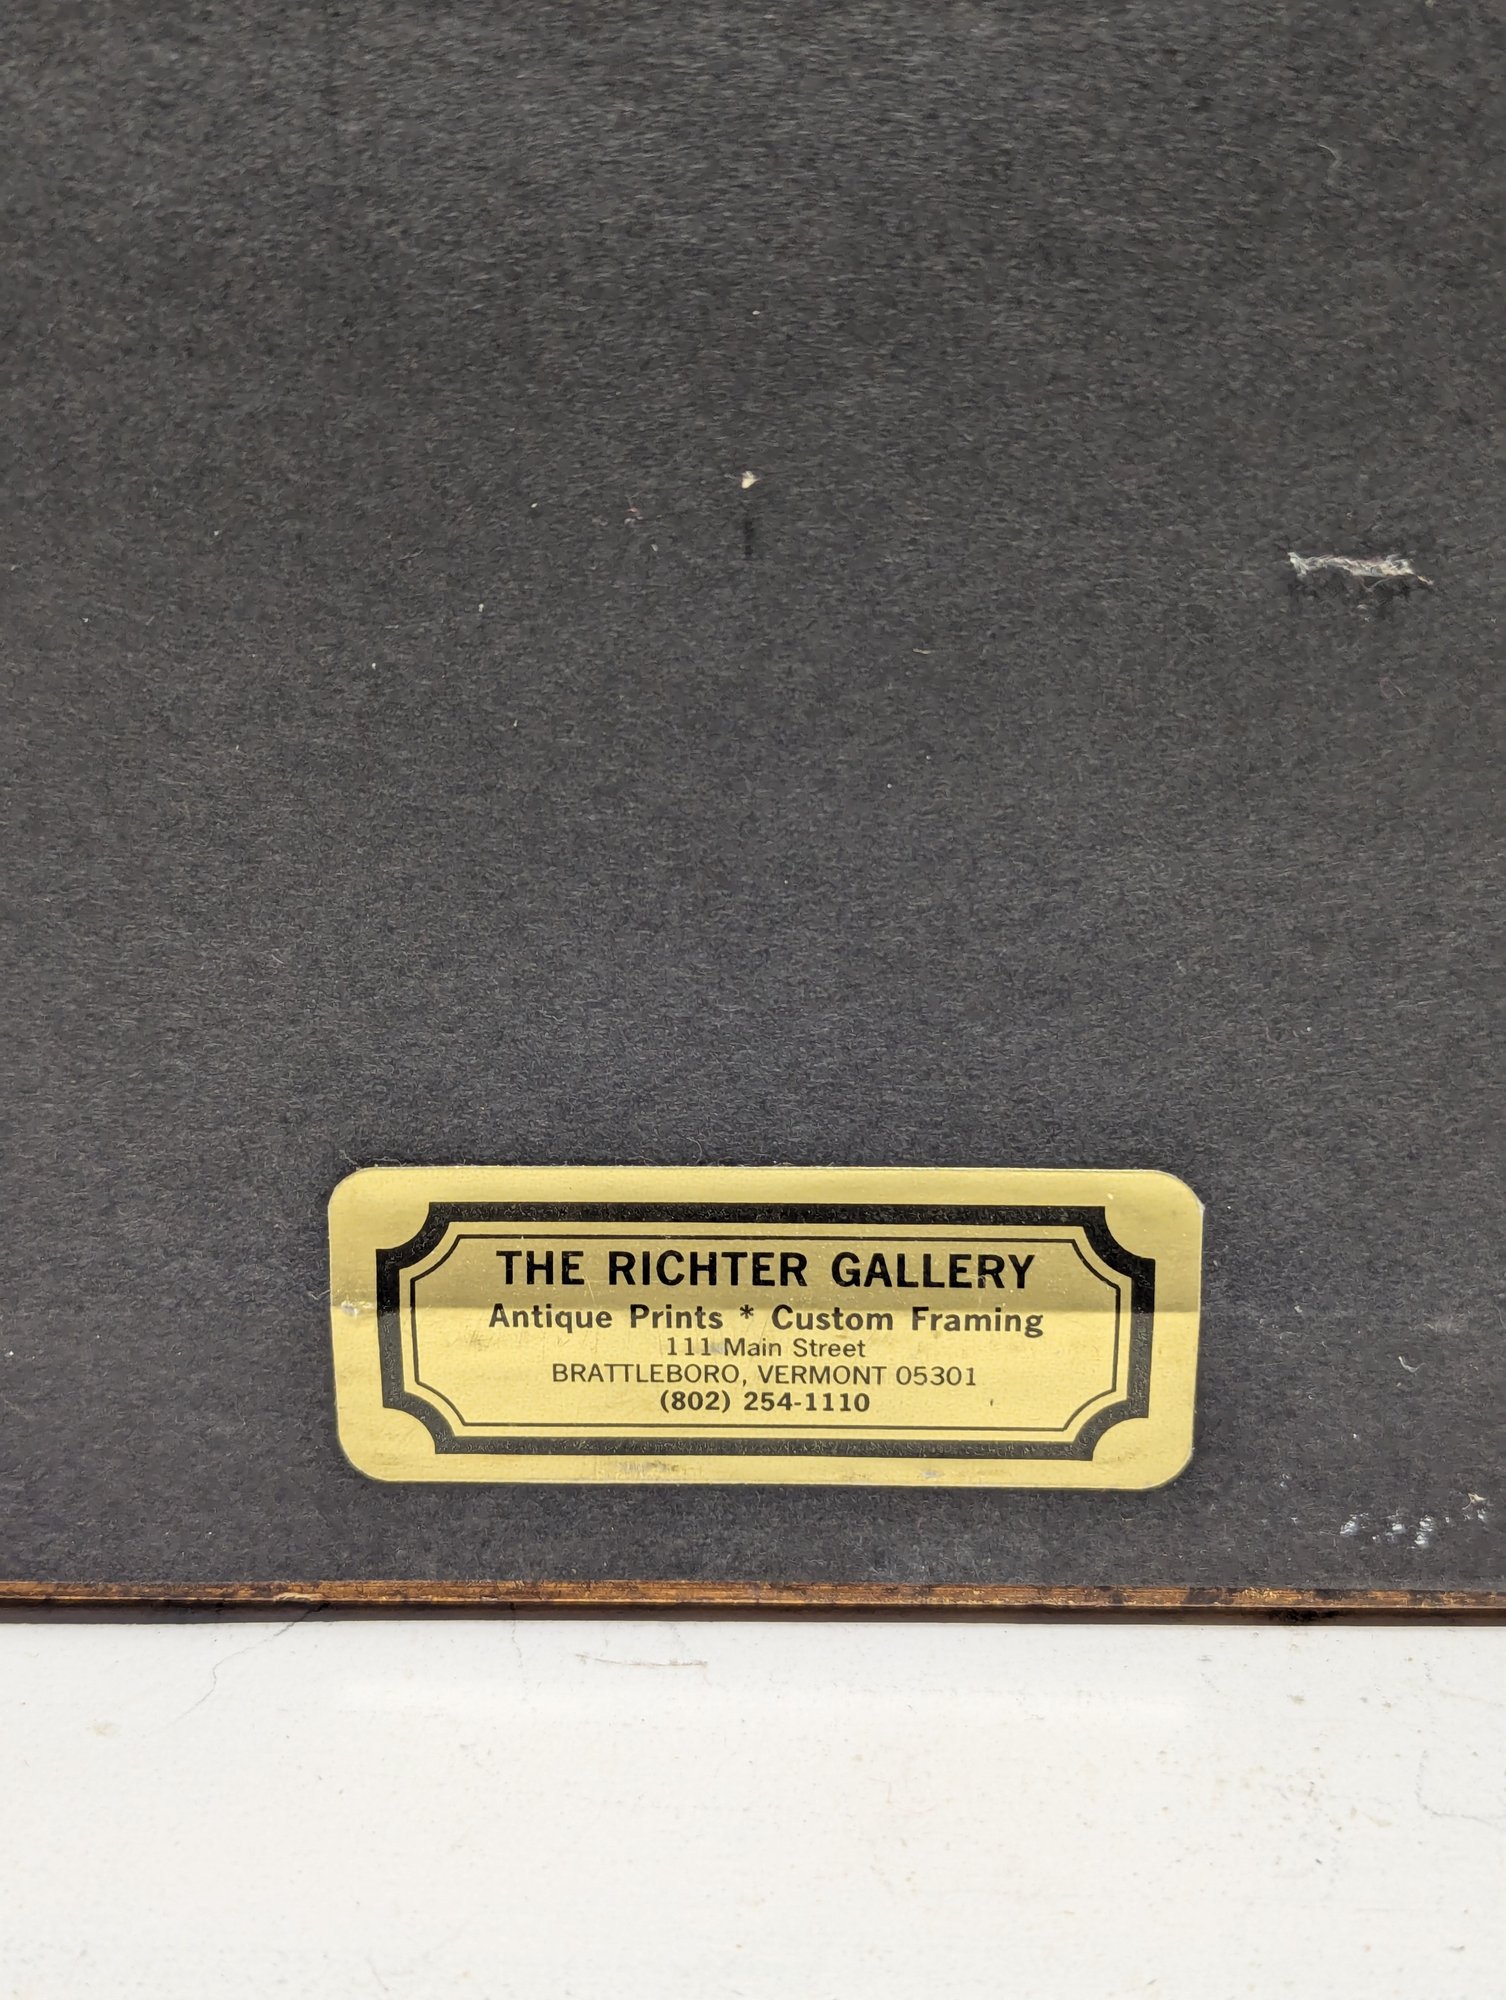 THE RICHTER GALLERY
Antique Prints * Custom Framing
111 Main Street
BRATTLEBORO, VERMONT 05301
(802) 254-1110